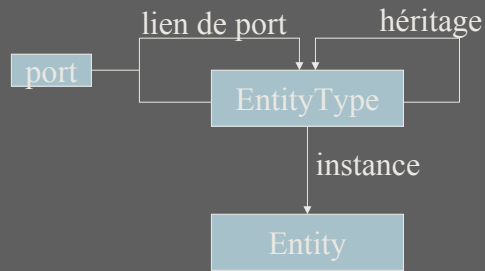 lien de port
héritage
port
EntityType
instance
Entity